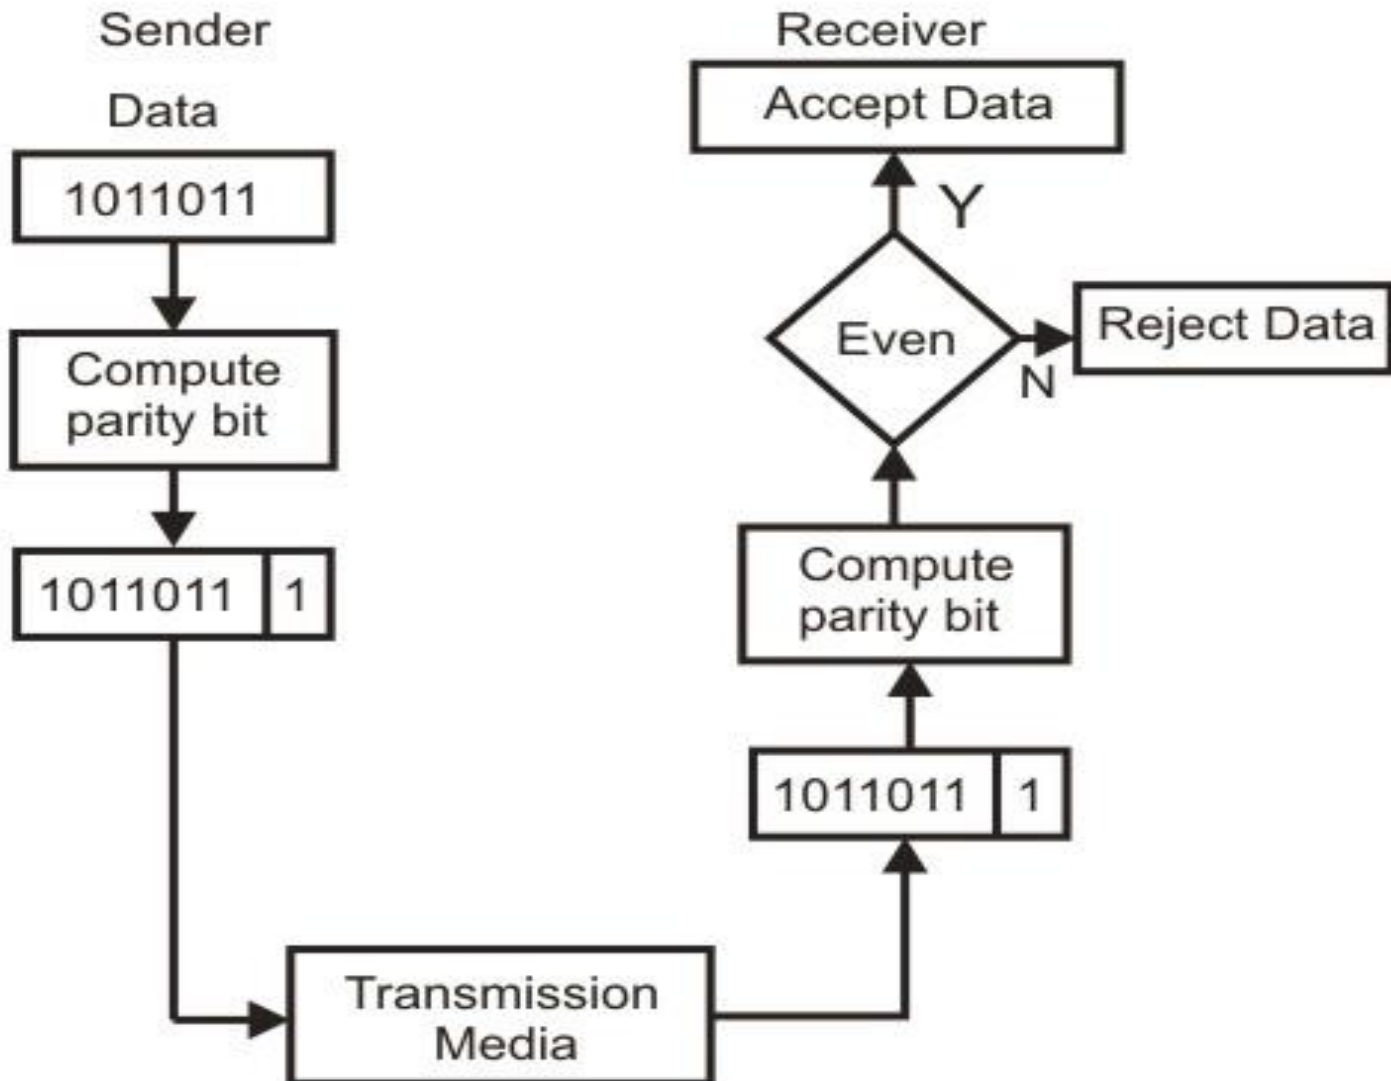 Sender
Data
1011011
Compute
parity bit
1011011 1
Transmission
Media
Receiver
Accept Data
Y
Even
N
Reject Data
Compute
parity bit
1011011 1